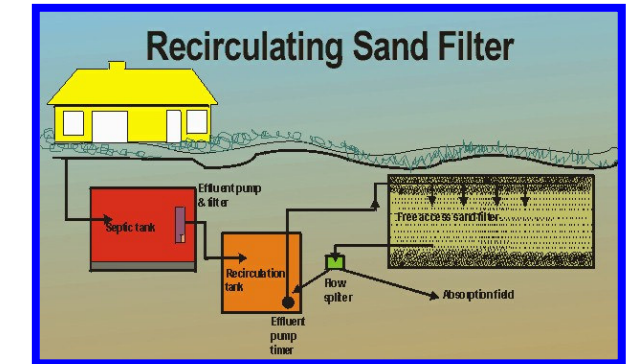 Recirculating Sand Filter
Effluent pump
& filter
Septic tank
Free access sand filter
Recirculation
tank
Flow
spliter
Absorption field
Effluent
pump
timer